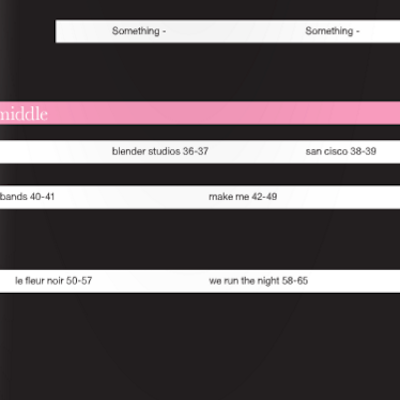 Something - Something -
middle
blender studios 36-37 san cisco 38-39
bands 40-41 make me 42-49
le fleur noir 50-57 we run the night 58-65